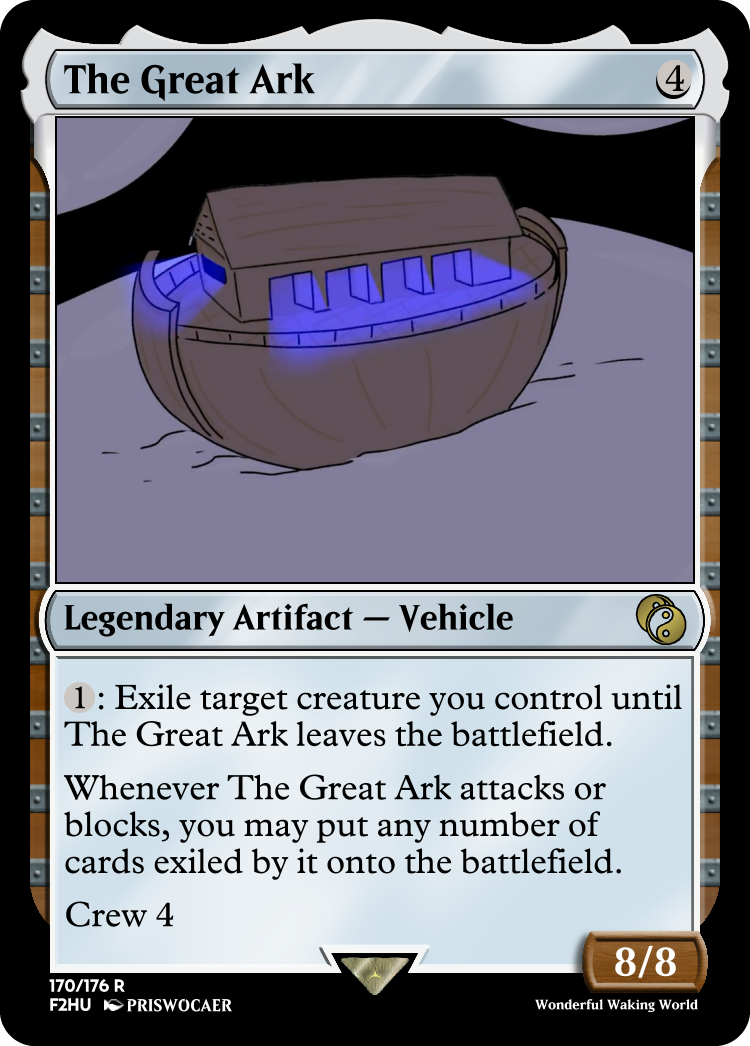 The Great Ark 4
Legendary Artifact — Vehicle
1: Exile target creature you control until
The Great Ark leaves the battlefield.
Whenever The Great Ark attacks or
blocks, you may put any number of
cards exiled by it onto the battlefield.
Crew 4
8/8
170/176 R
F2HU PRISWOCAER
Wonderful Waking World